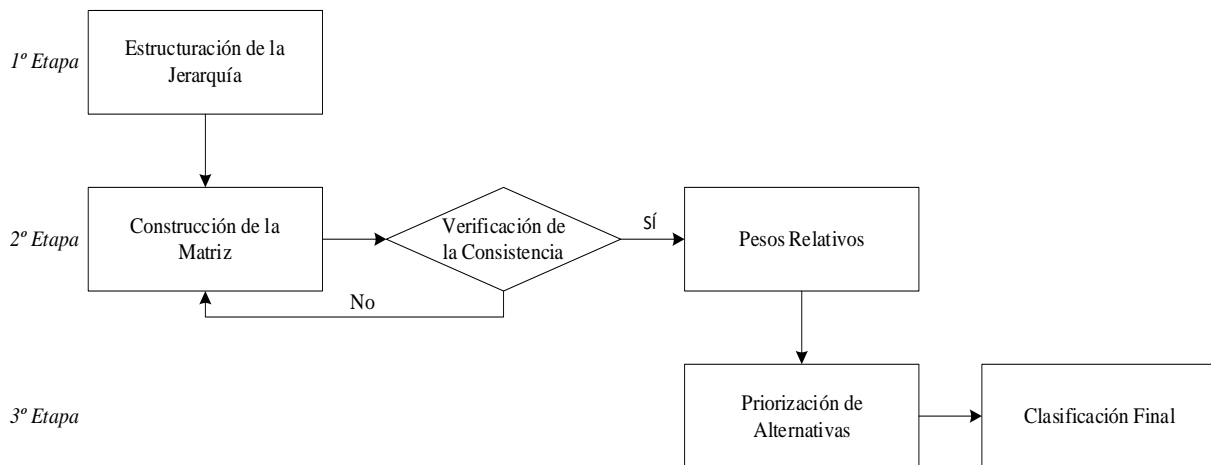 1º Etapa
Estructuración de la
Jerarquía
2º Etapa
Construcción de la
Matriz
Verificación de
la Consistencia
SÍ
Pesos Relativos
No
3º Etapa
Priorización de
Alternativas
Clasificación Final